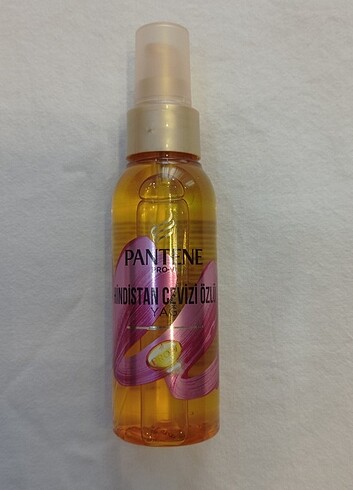 PANTENE
PRO-V
HİNDİSTAN CEVİZİ ÖZLÜ
YAĞ